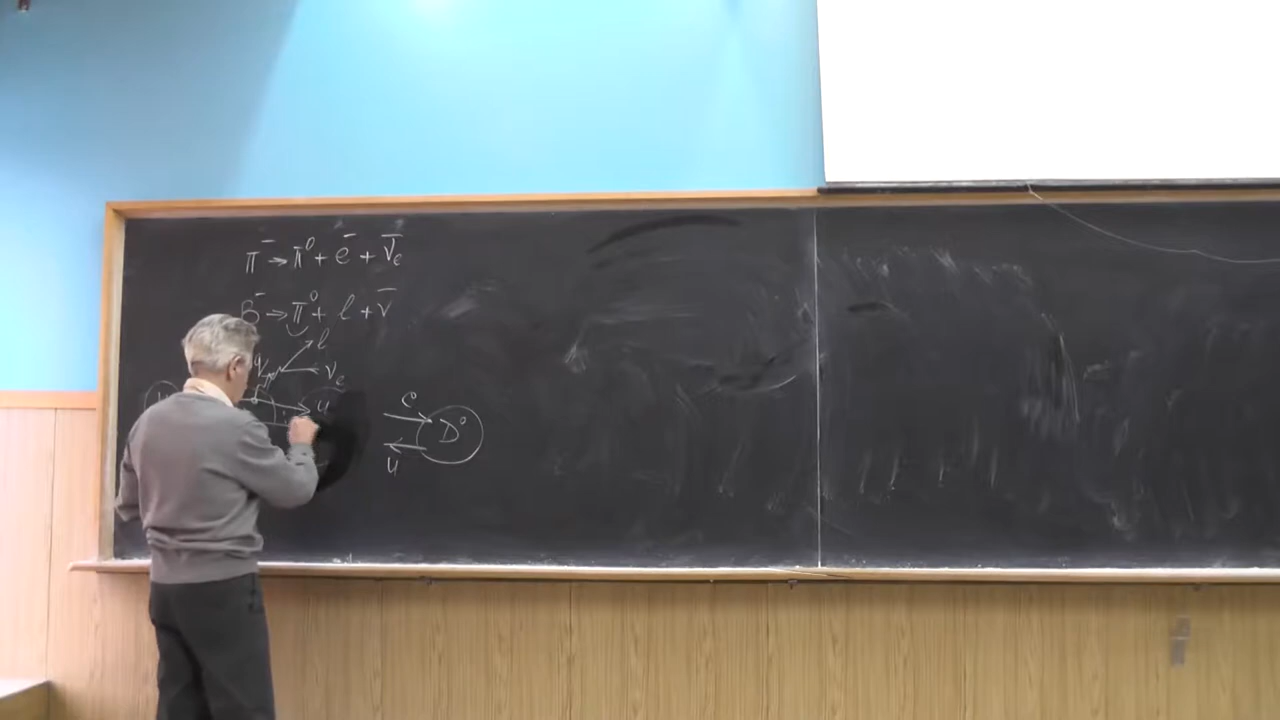 π⁻ → π⁰ + e⁻ + ν̄ₑ
B⁻ → π⁰ + l + ν̄
l
νₑ
u
c
D⁰
u